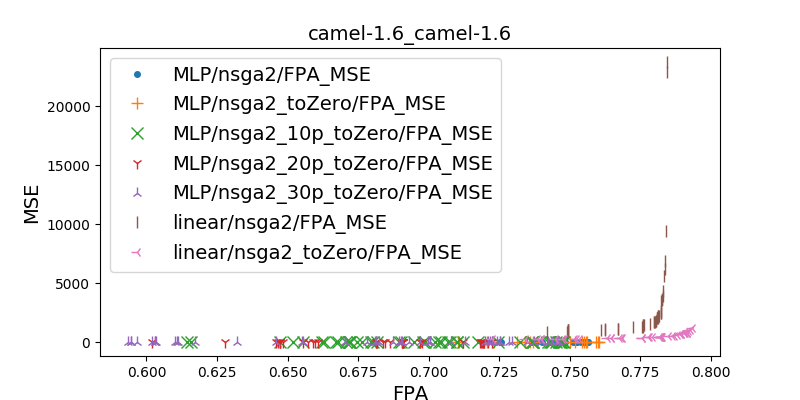 camel-1.6_camel-1.6
MLP/nsga2/FPA_MSE
MLP/nsga2_toZero/FPA_MSE
MLP/nsga2_10p_toZero/FPA_MSE
MLP/nsga2_20p_toZero/FPA_MSE
MLP/nsga2_30p_toZero/FPA_MSE
linear/nsga2/FPA_MSE
linear/nsga2_toZero/FPA_MSE
MSE
20000
15000
10000
5000
0
0.600 0.625 0.650 0.675 0.700 0.725 0.750 0.775 0.800
FPA